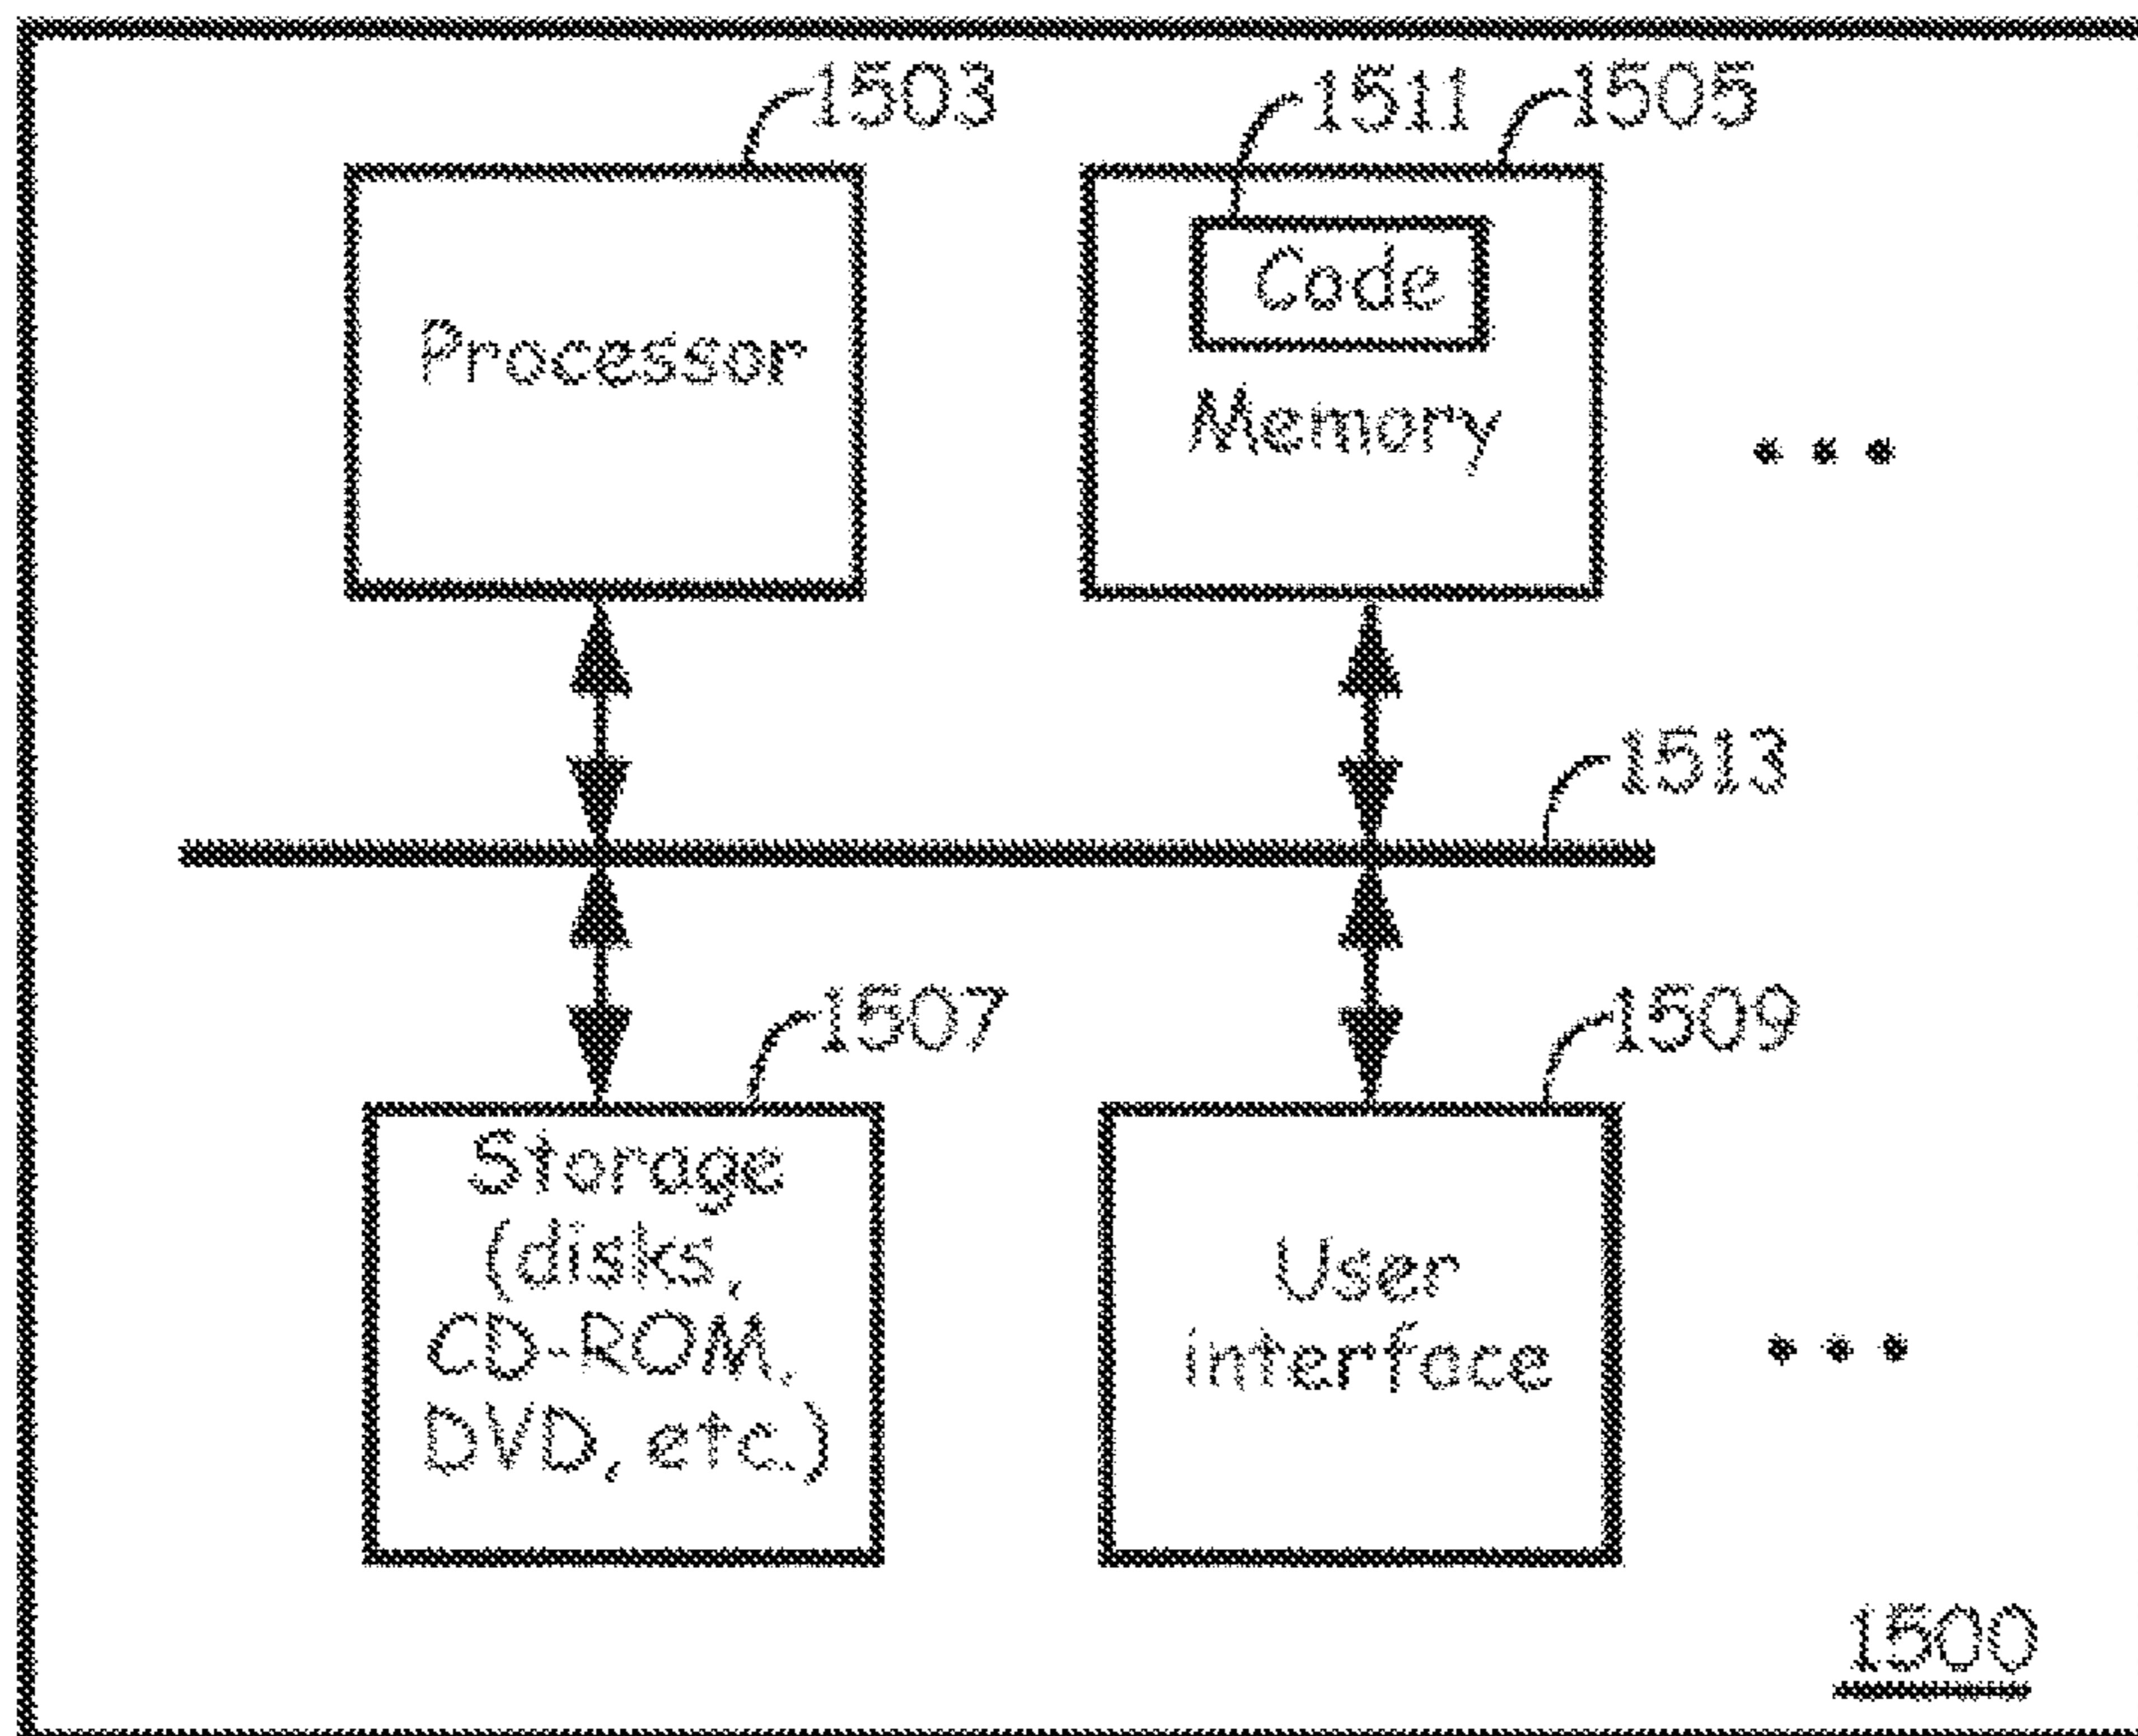 1503
1511
1505
Processor
Code
Memory
• • •
1513
1507
1509
Storage
(disks,
CD-ROM,
DVD, etc.)
User
interface
• • •
1500